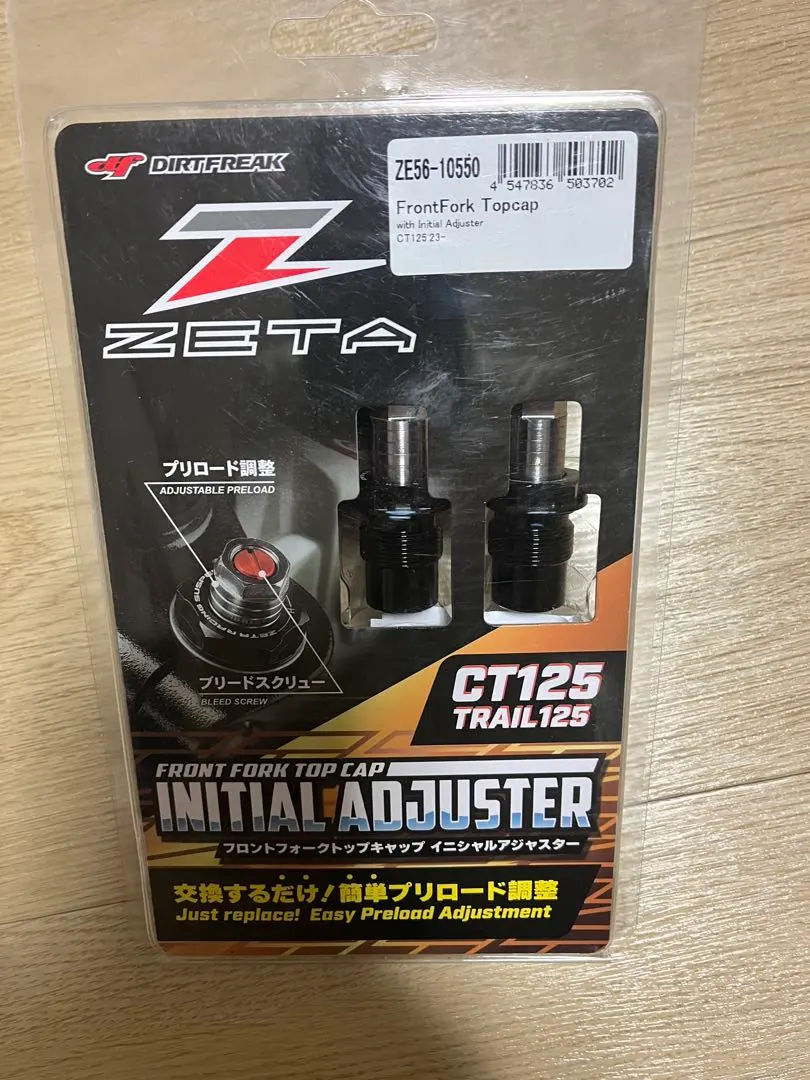 DIRTFREAK
ZE56-10550
4 547836 503702
FrontFork Topcap
with Initial Adjuster
CT125'23-
ZETA
プリロード調整
ADJUSTABLE PRELOAD
ZETA RACING
ブリードスクリュー
BLEED SCREW
CT125
TRAIL125
FRONT FORK TOP CAP
INITIAL ADJUSTER
フロントフォークトップキャップ イニシャルアジャスター
交換するだけ!簡単プリロード調整
Just replace! Easy Preload Adjustment